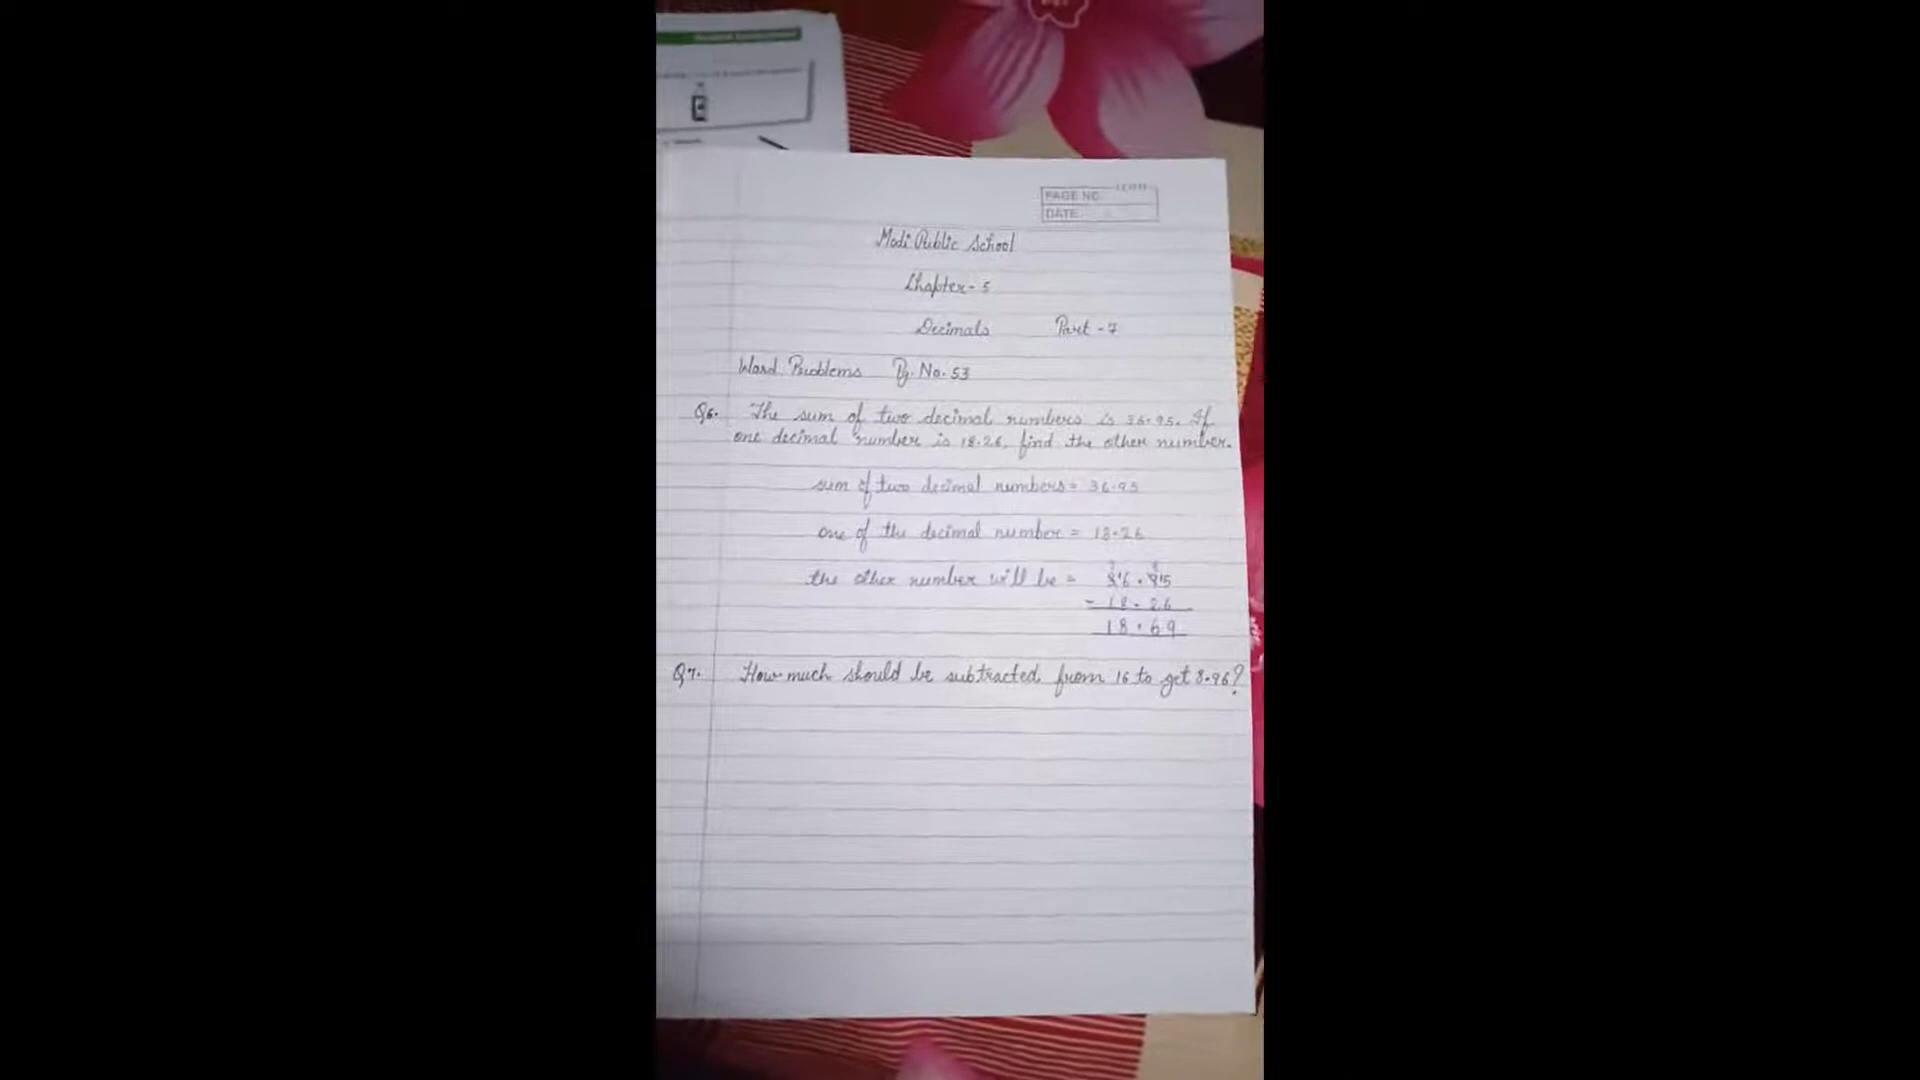 PAGE NO.
DATE
Modi Public School
Chapter - 5
Decimals Part - 7
Word Problems Pg. No. 53
Q6. The sum of two decimal numbers is 36.95. If
one decimal number is 18.26, find the other number.
sum of two decimal numbers = 36.95
one of the decimal number = 18.26
the other number will be = 36.95
- 18.26
18.69
Q7. How much should be subtracted from 16 to get 8.96?